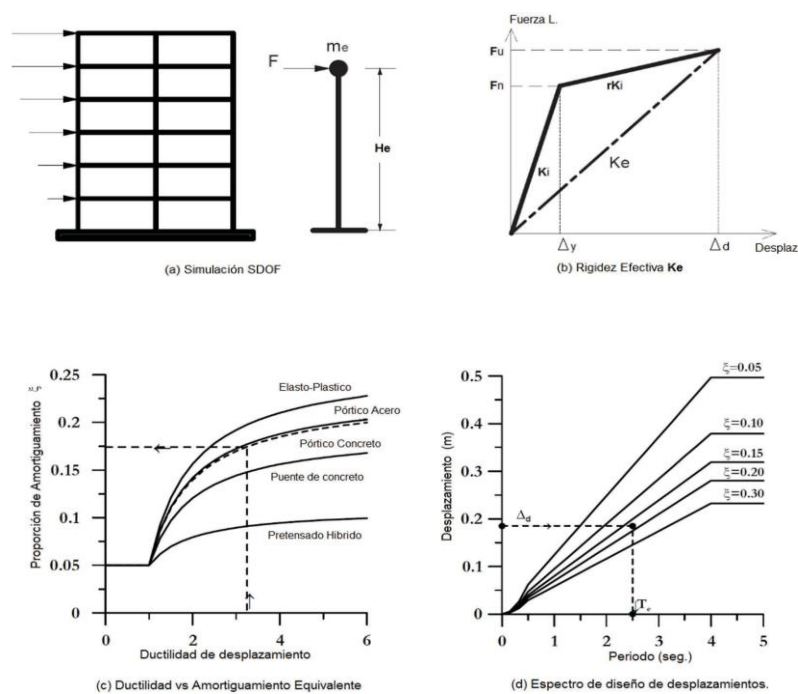 F
me
He
(a) Simulación SDOF
Fuerza L.
Fu
Fn
rKi
Ki
Ke
Δy
Δd
Desplaz
(b) Rigidez Efectiva Ke
Proporción de Amortiguamiento
0.25
0.2
0.15
0.1
0.05
0
Elasto-Plastico
Pórtico Acero
Pórtico Concreto
Puente de concreto
Pretensado Hibrido
0 2 4 6
Ductilidad de desplazamiento
(c) Ductilidad vs Amortiguamiento Equivalente
Desplazamiento (m)
0.5
0.4
0.3
0.2
0.1
0
ξ=0.05
ξ=0.10
ξ=0.15
ξ=0.20
ξ=0.30
Δd
Te
0 1 2 3 4 5
Periodo (seg.)
(d) Espectro de diseño de desplazamientos.